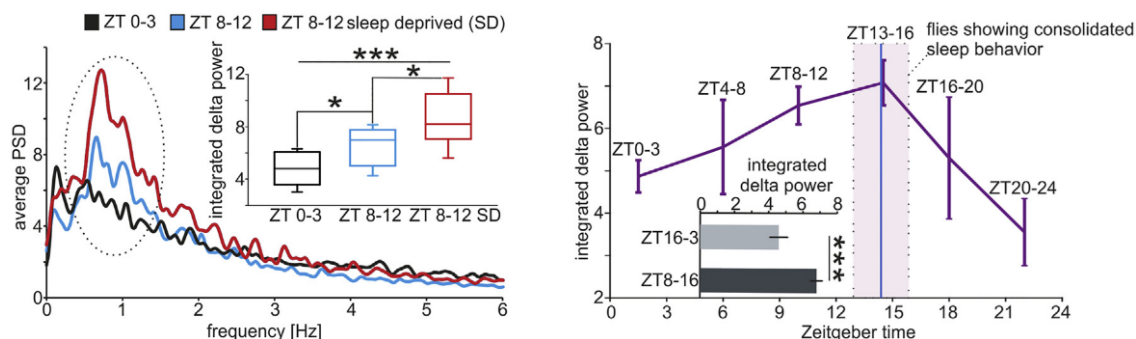 ZT 0-3 ZT 8-12 ZT 8-12 sleep deprived (SD)
average PSD
12
8
4
0
0 1 2 3 4 5 6
frequency [Hz]
integrated delta power
12
8
4
***
*
*
ZT 0-3 ZT 8-12 ZT 8-12 SD
integrated delta power
8
7
6
5
4
3
2
0 3 6 9 12 15 18 21 24
Zeitgeber time
ZT0-3
ZT4-8
ZT8-12
ZT13-16
ZT16-20
ZT20-24
flies showing consolidated
sleep behavior
integrated
delta power
0 2 4 6 8
ZT16-3
ZT8-16
***